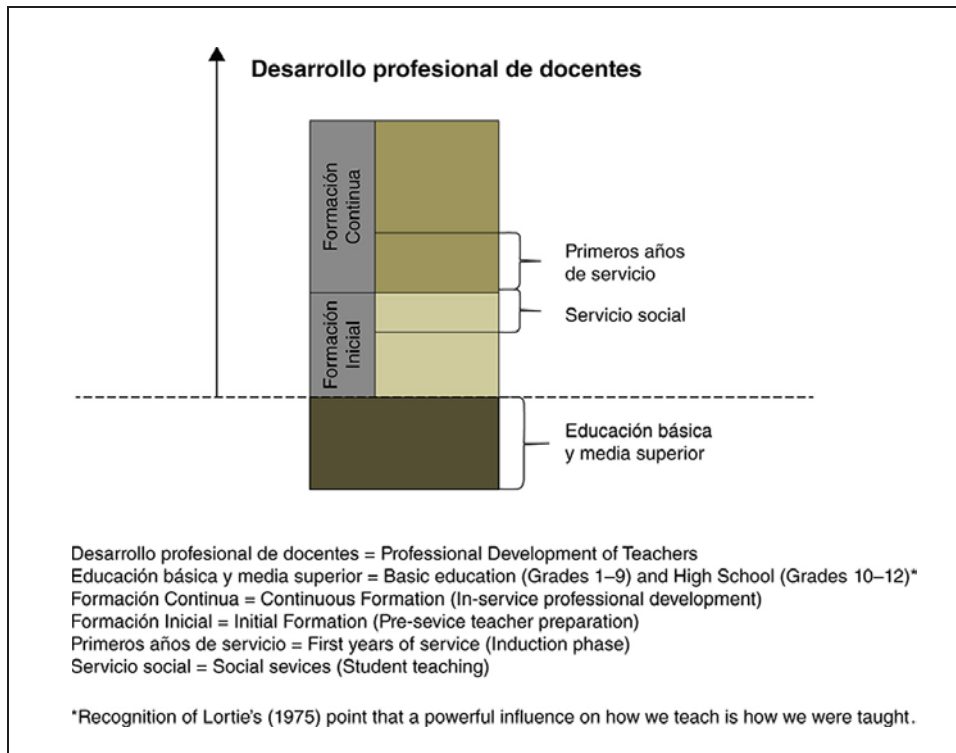 Desarrollo profesional de docentes
Formación
Continua
Primeros años
de servicio
Servicio social
Formación
Inicial
Educación básica
y media superior
Desarrollo profesional de docentes = Professional Development of Teachers
Educación básica y media superior = Basic education (Grades 1–9) and High School (Grades 10–12)*
Formación Continua = Continuous Formation (In-service professional development)
Formación Inicial = Initial Formation (Pre-sevice teacher preparation)
Primeros años de servicio = First years of service (Induction phase)
Servicio social = Social sevices (Student teaching)
*Recognition of Lortie's (1975) point that a powerful influence on how we teach is how we were taught.